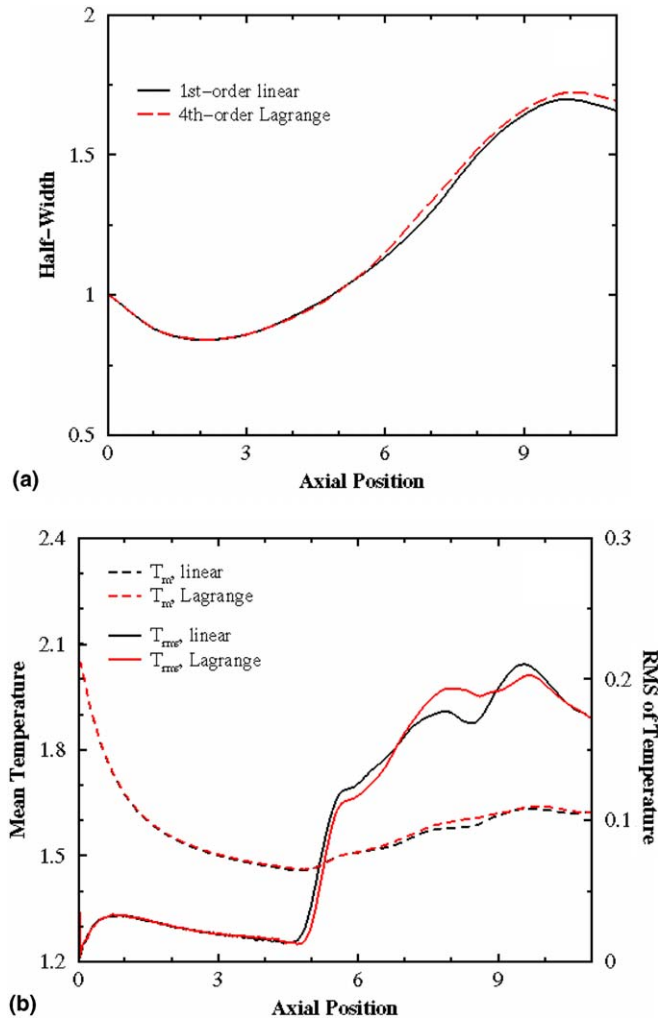 2
1st-order linear
4th-order Lagrange
1.5
Half-Width
1
0.5
0 3 6 9
Axial Position
(a)
2.4 0.3
Tm, linear
Tm, Lagrange
Trms, linear
Trms, Lagrange
2.1
0.2
Mean Temperature
RMS of Temperature
1.8
0.1
1.5
1.2 0
0 3 6 9
Axial Position
(b)